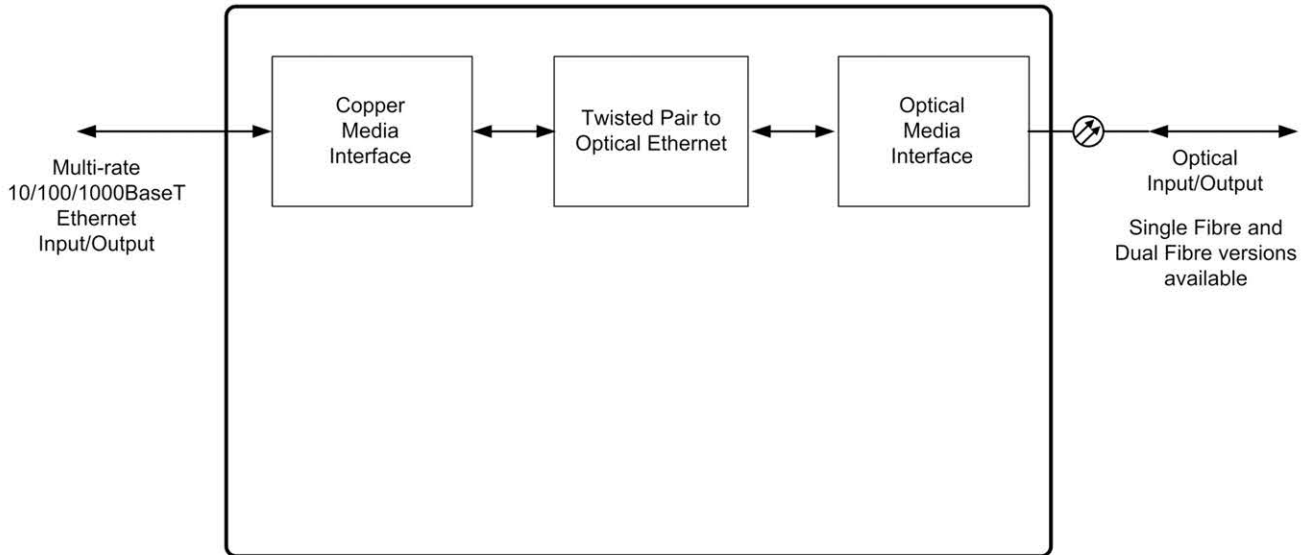 Copper
Media
Interface
Twisted Pair to
Optical Ethernet
Optical
Media
Interface
Multi-rate
10/100/1000BaseT
Ethernet
Input/Output
Optical
Input/Output
Single Fibre and
Dual Fibre versions
available